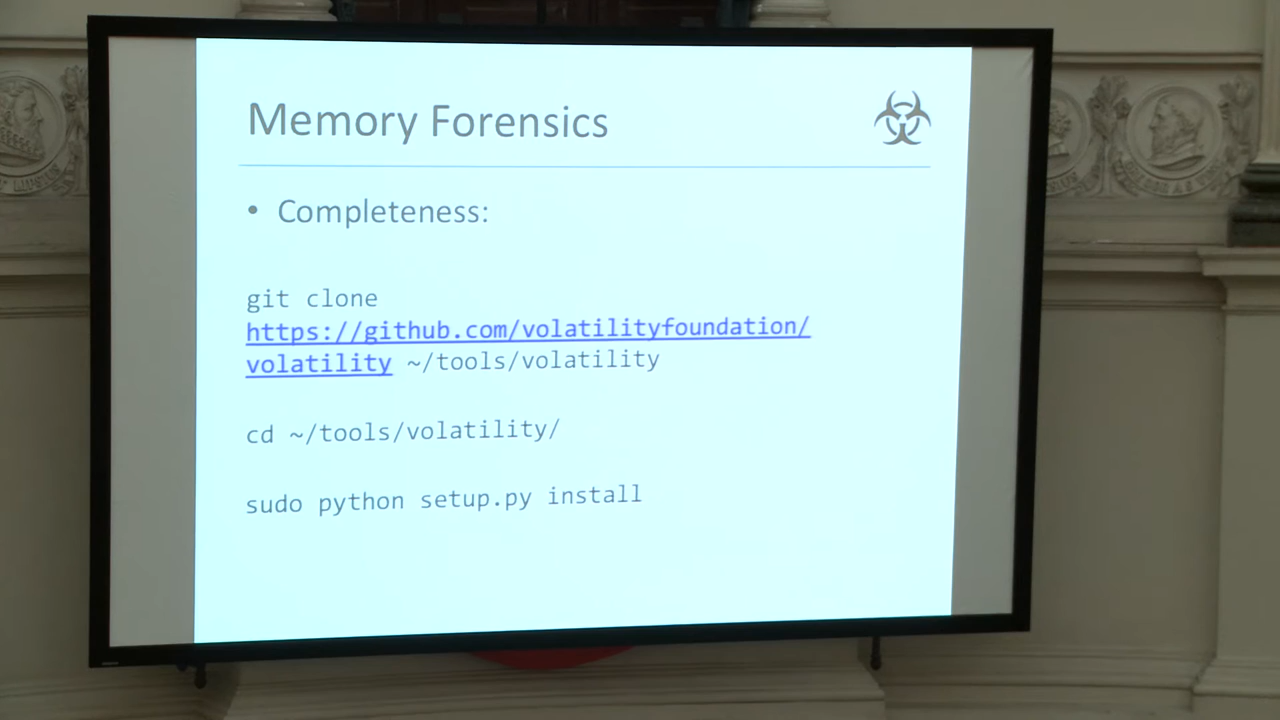 Memory Forensics
• Completeness:
git clone
https://github.com/volatilityfoundation/
volatility ~/tools/volatility
cd ~/tools/volatility/
sudo python setup.py install